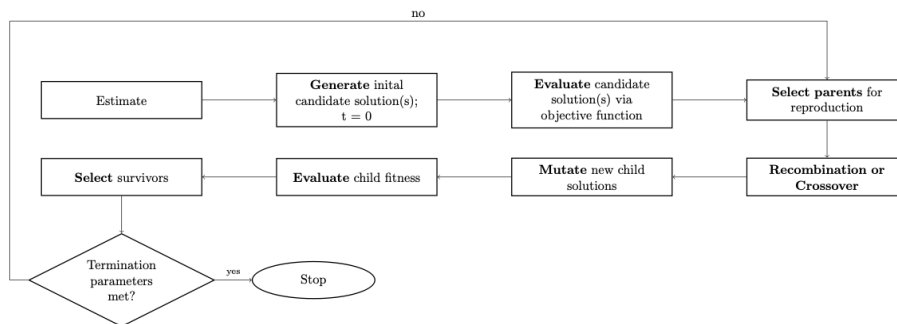 no
Estimate
Generate inital
candidate solution(s);
t = 0
Evaluate candidate
solution(s) via
objective function
Select parents for
reproduction
Select survivors
Evaluate child fitness
Mutate new child
solutions
Recombination or
Crossover
Termination
parameters
met?
yes
Stop